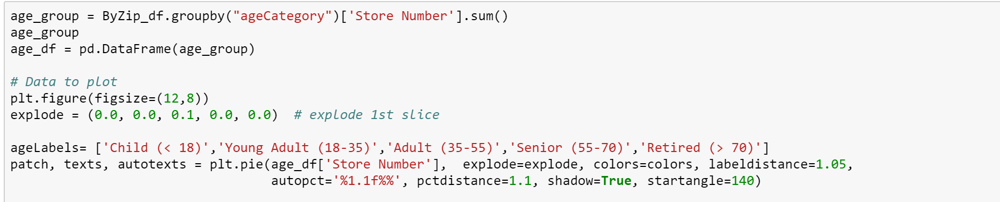 age_group = ByZip_df.groupby("ageCategory")['Store Number'].sum()
age_group
age_df = pd.DataFrame(age_group)
# Data to plot
plt.figure(figsize=(12,8))
explode = (0.0, 0.0, 0.1, 0.0, 0.0)  # explode 1st slice
ageLabels= ['Child (< 18)','Young Adult (18-35)','Adult (35-55)','Senior (55-70)','Retired (> 70)']
patch, texts, autotexts = plt.pie(age_df['Store Number'],  explode=explode, colors=colors, labeldistance=1.05,
                                  autopct='%1.1f%%', pctdistance=1.1, shadow=True, startangle=140)